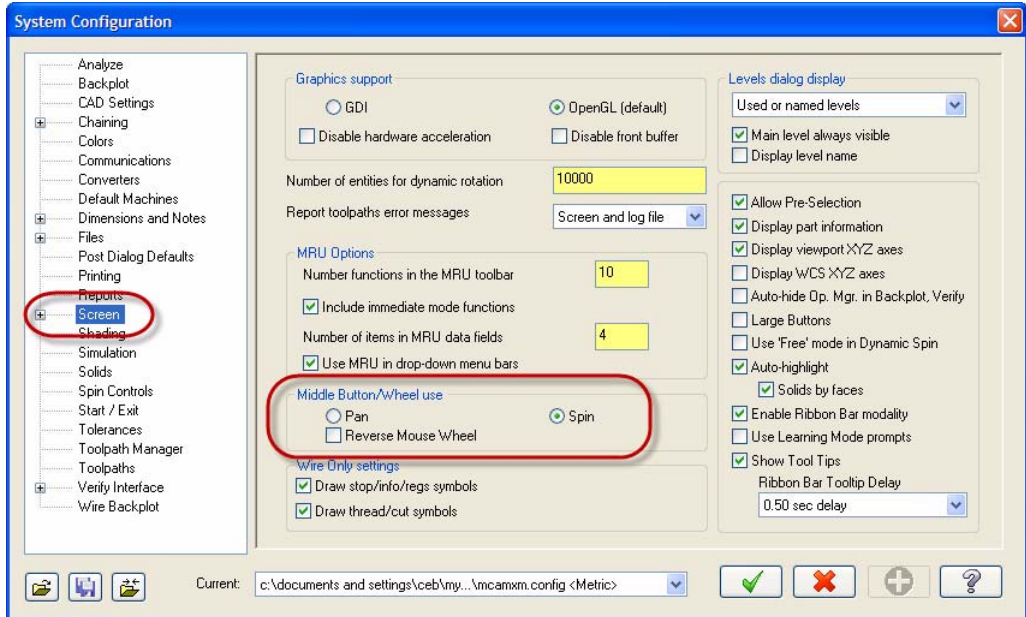 System Configuration
Analyze
Backplot
CAD Settings
Chaining
Colors
Communications
Converters
Default Machines
Dimensions and Notes
Files
Post Dialog Defaults
Printing
Reports
Screen
Shading
Simulation
Solids
Spin Controls
Start / Exit
Tolerances
Toolpath Manager
Toolpaths
Verify Interface
Wire Backplot
Graphics support
GDI
OpenGL (default)
Disable hardware acceleration
Disable front buffer
Number of entities for dynamic rotation
10000
Report toolpaths error messages
Screen and log file
MRU Options
Number functions in the MRU toolbar
10
Include immediate mode functions
Number of items in MRU data fields
4
Use MRU in drop-down menu bars
Middle Button/Wheel use
Pan
Spin
Reverse Mouse Wheel
Wire Only settings
Draw stop/info/regs symbols
Draw thread/cut symbols
Levels dialog display
Used or named levels
Main level always visible
Display level name
Allow Pre-Selection
Display part information
Display viewport XYZ axes
Display WCS XYZ axes
Auto-hide Op. Mgr. in Backplot, Verify
Large Buttons
Use 'Free' mode in Dynamic Spin
Auto-highlight
Solids by faces
Enable Ribbon Bar modality
Use Learning Mode prompts
Show Tool Tips
Ribbon Bar Tooltip Delay
0.50 sec delay
Current:
c:\documents and settings\ceb\my...\mcamxm.config <Metric>